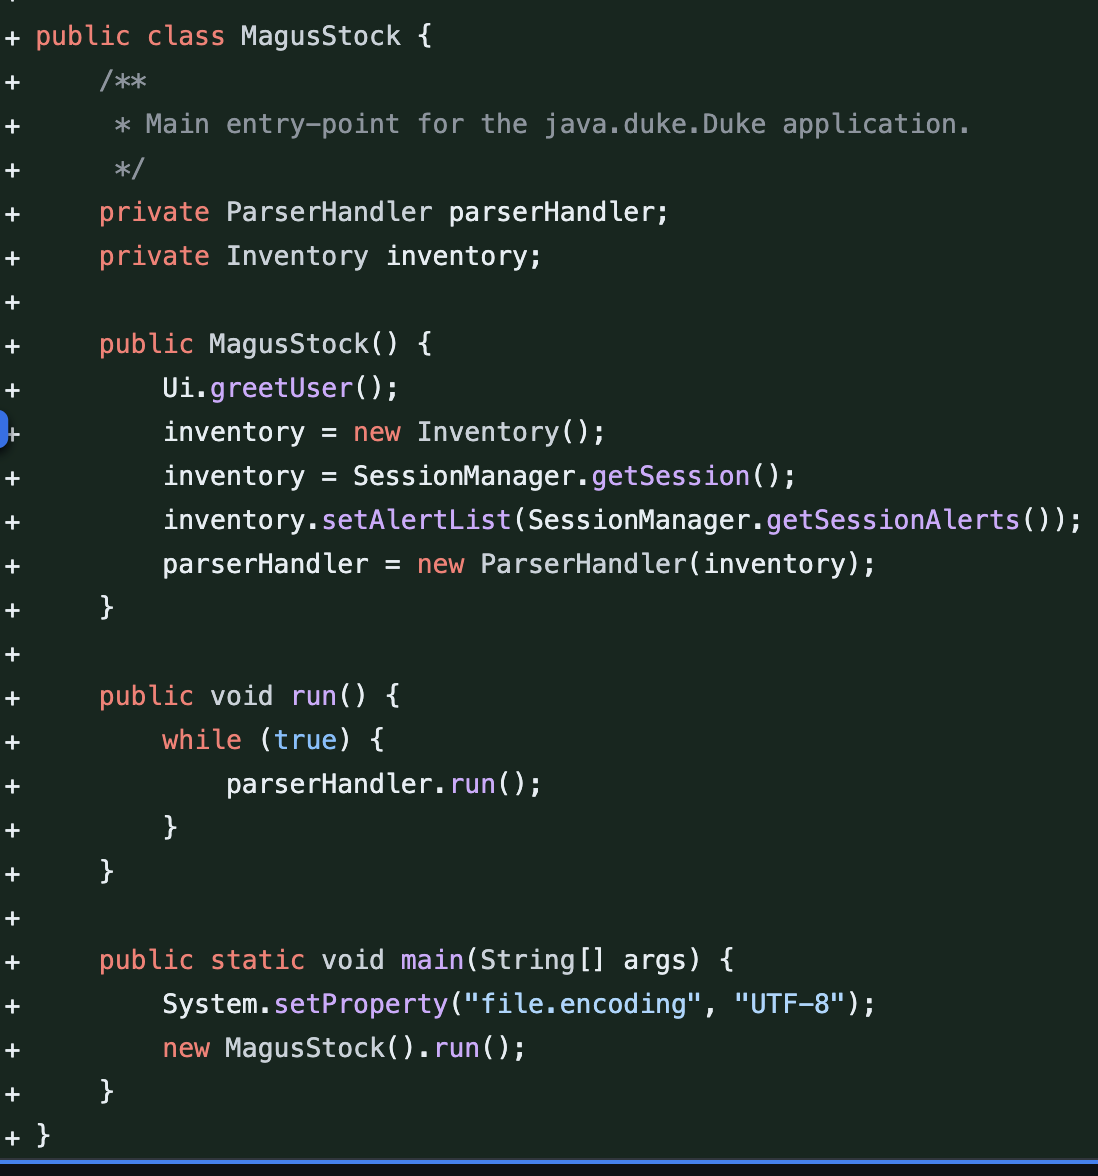 + public class MagusStock {
+     /**
+      * Main entry-point for the java.duke.Duke application.
+      */
+     private ParserHandler parserHandler;
+     private Inventory inventory;
+
+     public MagusStock() {
+         Ui.greetUser();
+         inventory = new Inventory();
+         inventory = SessionManager.getSession();
+         inventory.setAlertList(SessionManager.getSessionAlerts());
+         parserHandler = new ParserHandler(inventory);
+     }
+
+     public void run() {
+         while (true) {
+             parserHandler.run();
+         }
+     }
+
+     public static void main(String[] args) {
+         System.setProperty("file.encoding", "UTF-8");
+         new MagusStock().run();
+     }
+ }